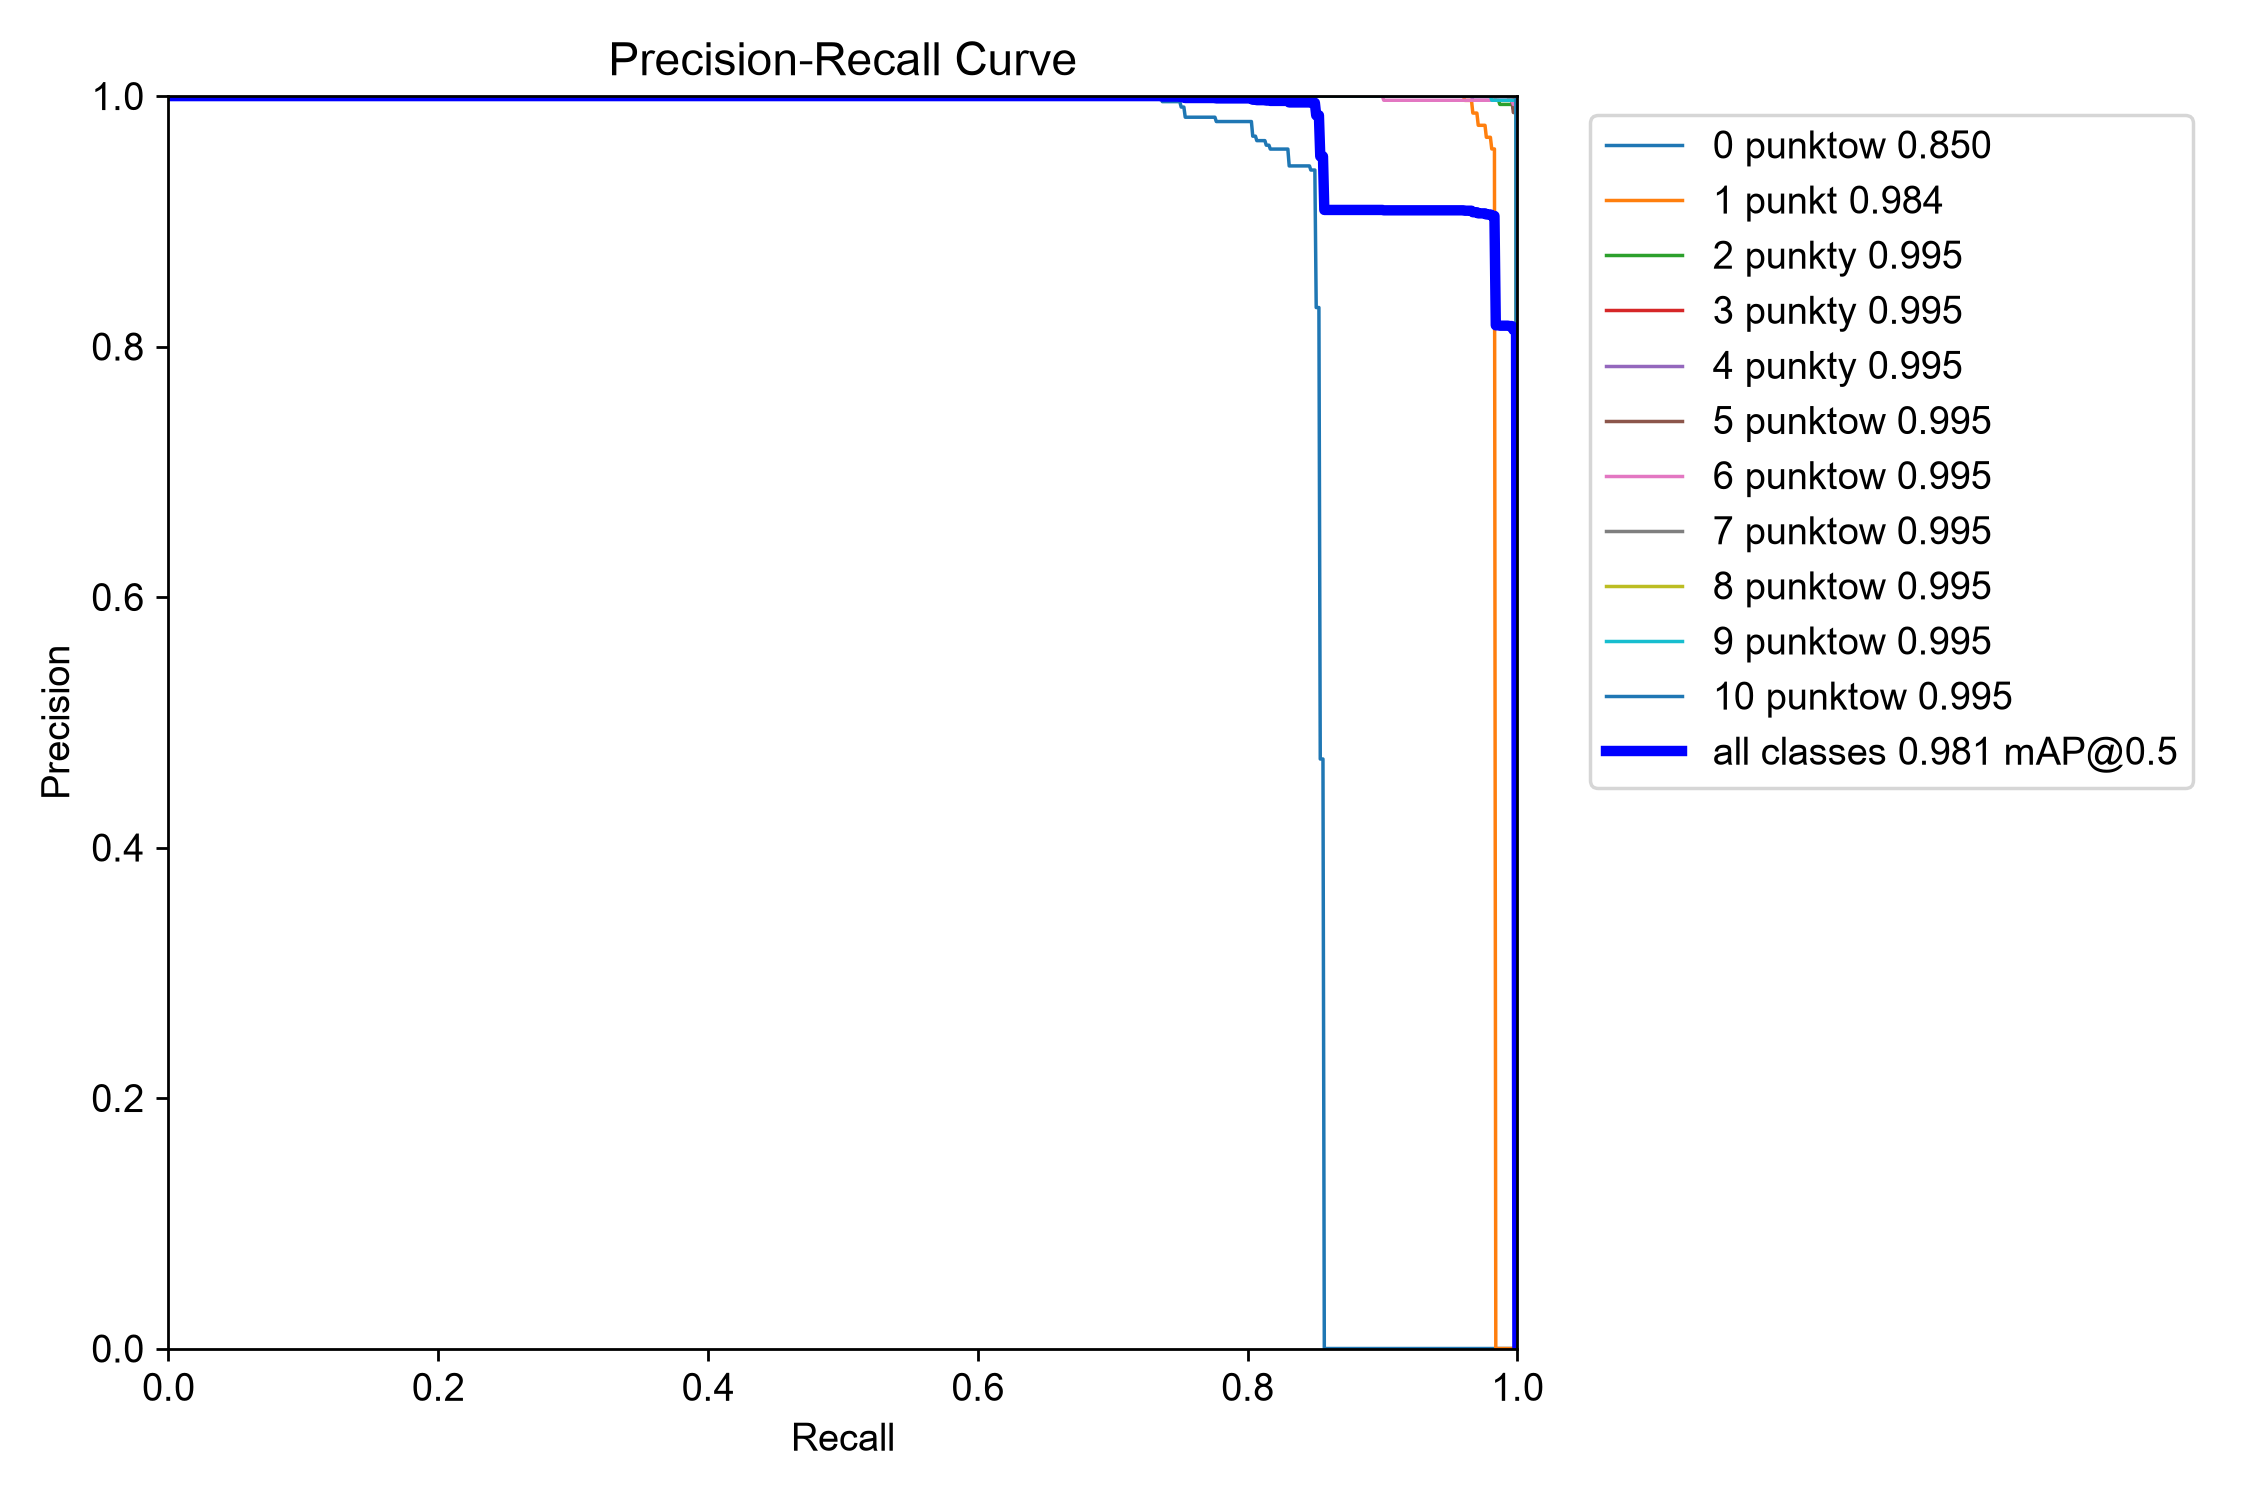 Precision-Recall Curve
1.0
0.8
0.6
0.4
0.2
0.0
Precision
0.0 0.2 0.4 0.6 0.8 1.0
Recall
0 punktow 0.850
1 punkt 0.984
2 punkty 0.995
3 punkty 0.995
4 punkty 0.995
5 punktow 0.995
6 punktow 0.995
7 punktow 0.995
8 punktow 0.995
9 punktow 0.995
10 punktow 0.995
all classes 0.981 mAP@0.5